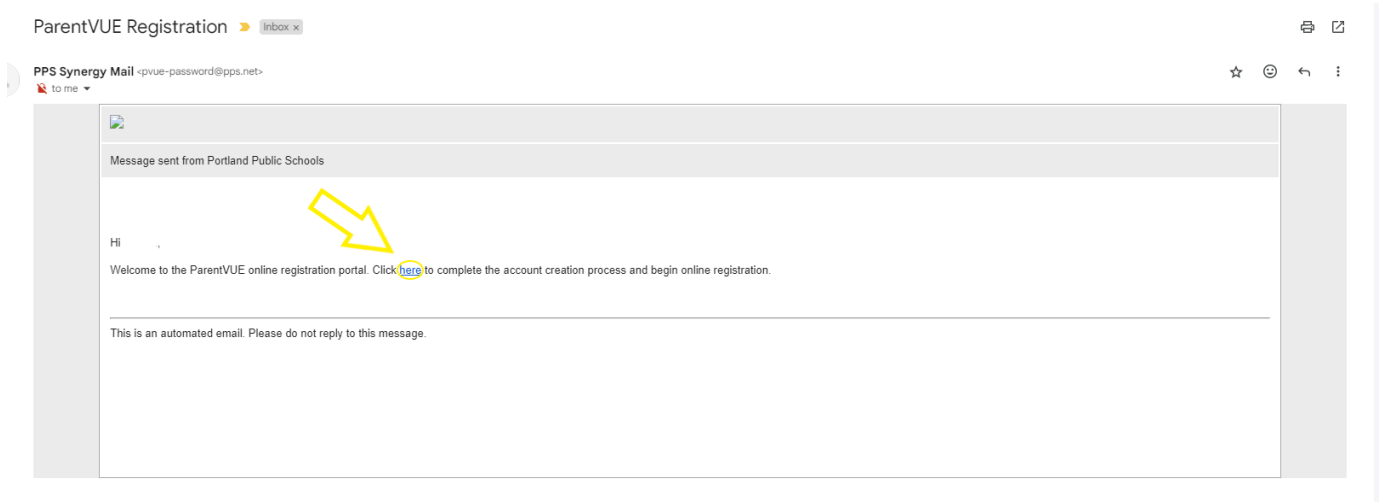 ParentVUE Registration Inbox x
PPS Synergy Mail <pvue-password@pps.net>
to me
Message sent from Portland Public Schools
Hi ,
Welcome to the ParentVUE online registration portal. Click here to complete the account creation process and begin online registration.
This is an automated email. Please do not reply to this message.